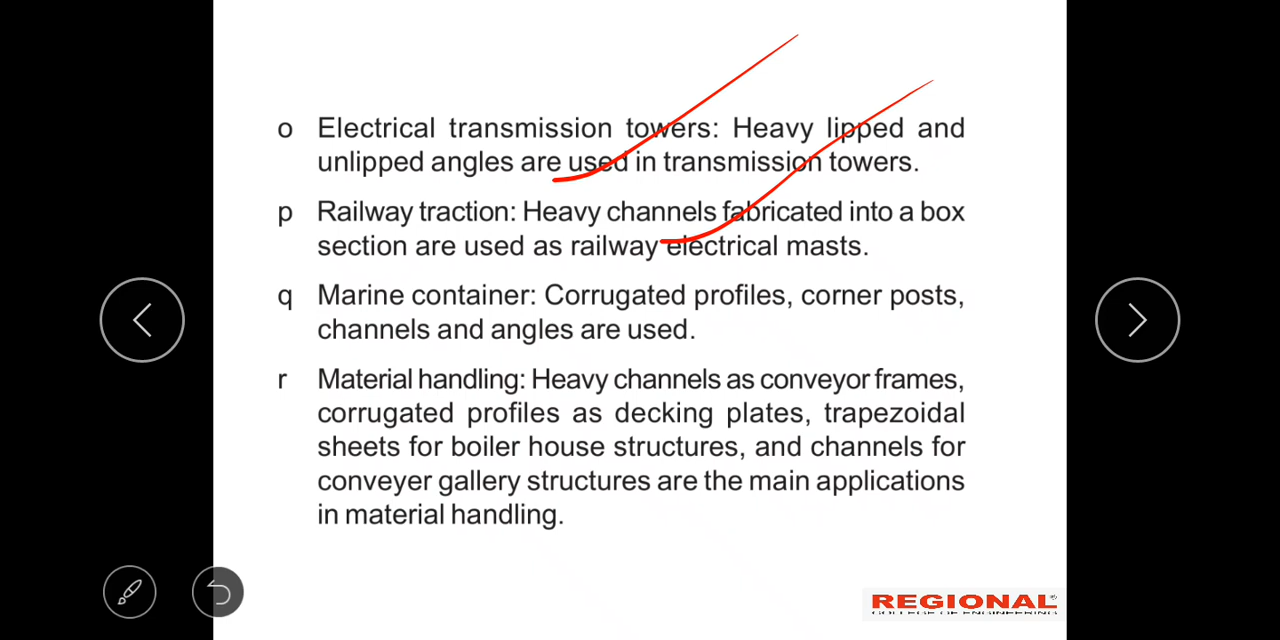 o Electrical transmission towers: Heavy lipped and
unlipped angles are used in transmission towers.
p Railway traction: Heavy channels fabricated into a box
section are used as railway electrical masts.
q Marine container: Corrugated profiles, corner posts,
channels and angles are used.
r Material handling: Heavy channels as conveyor frames,
corrugated profiles as decking plates, trapezoidal
sheets for boiler house structures, and channels for
conveyer gallery structures are the main applications
in material handling.
REGIONAL
COLLEGE OF ENGINEERING